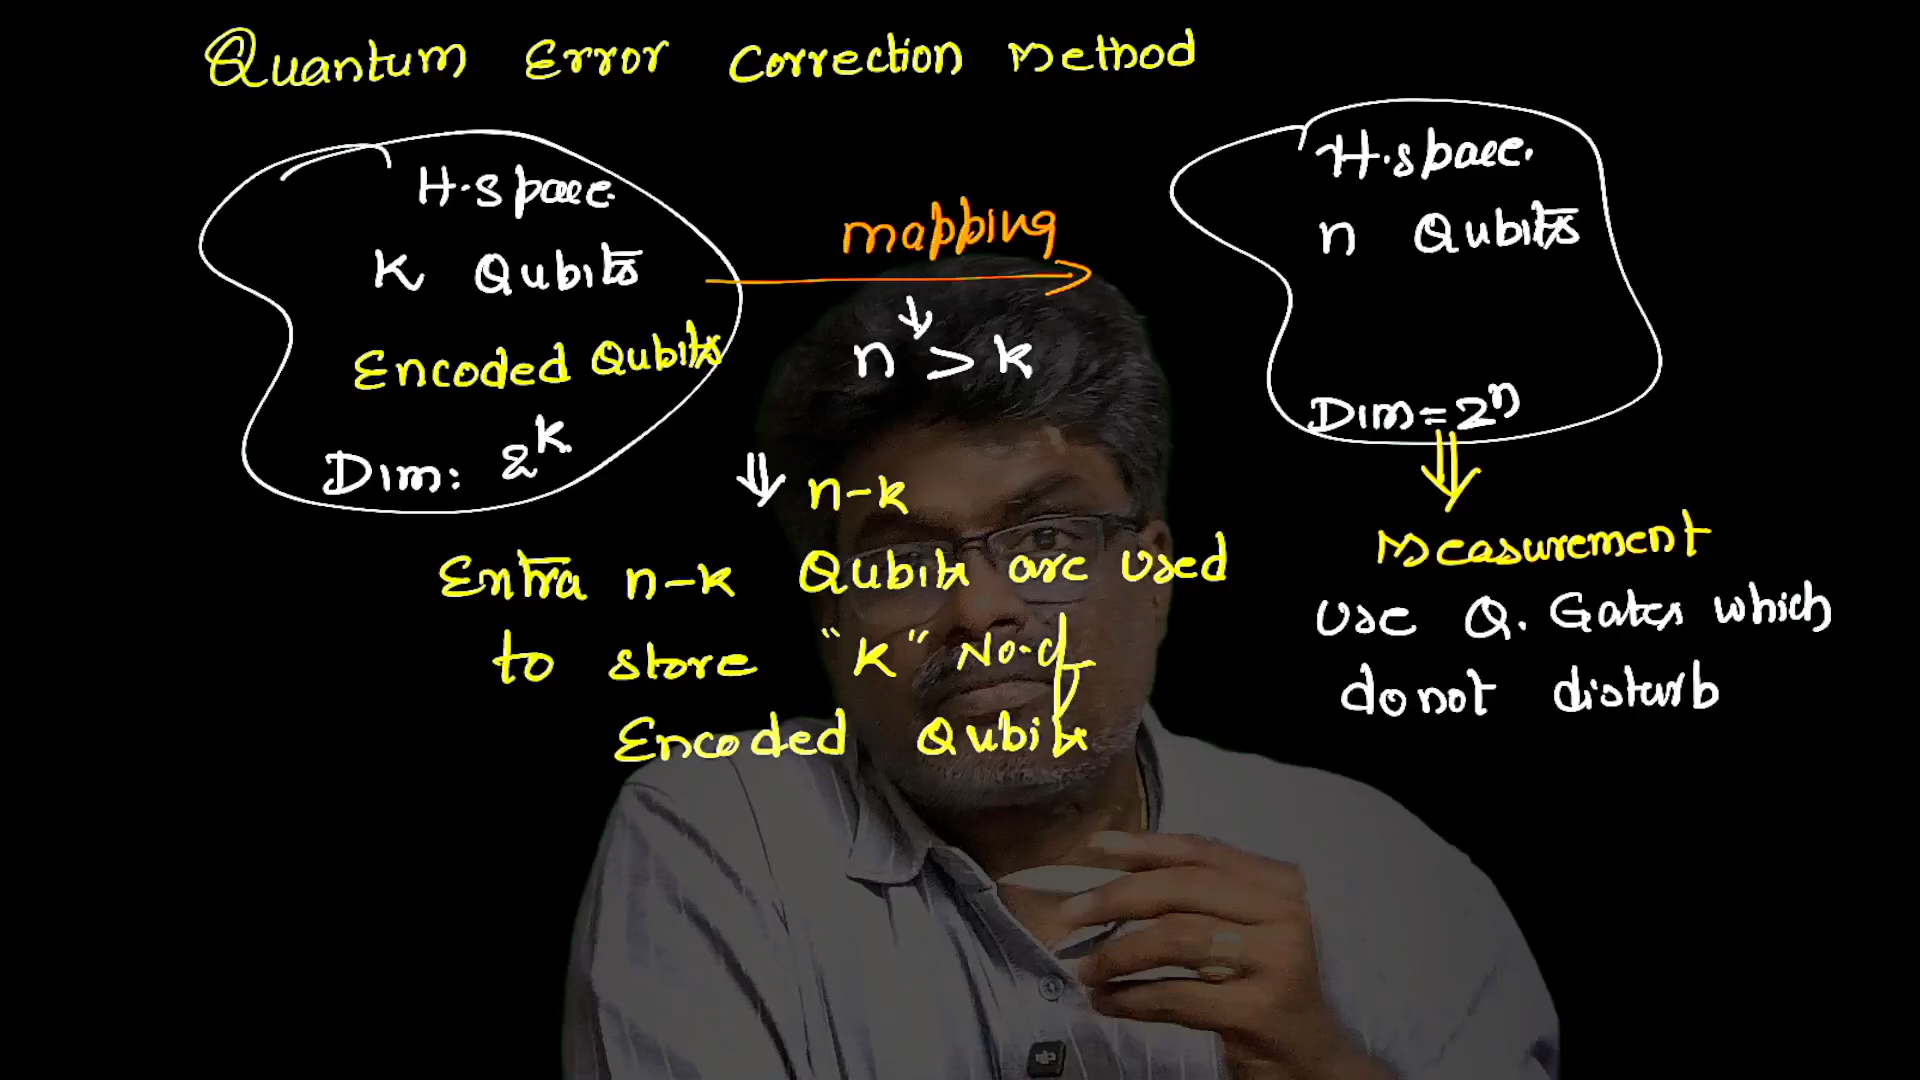 Quantum Error Correction Method
H.space.
K Qubits
Encoded Qubits
Dim: 2^k.
mapping
n > k
n-k
Extra n-k Qubits are used
to store "K" No.of
Encoded Qubits
H.space.
n Qubits
Dim = 2^n
Measurement
use Q. Gates which
do not disturb